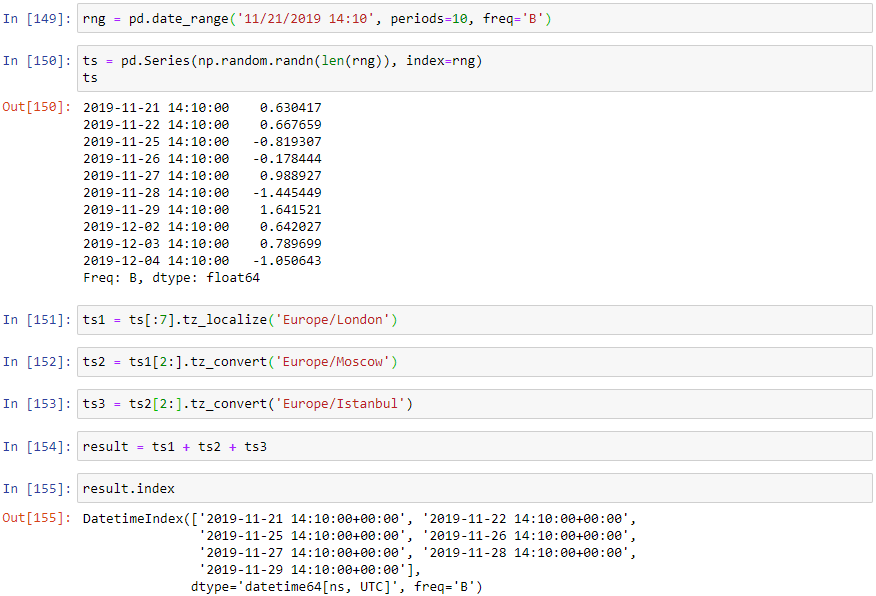 In [149]: rng = pd.date_range('11/21/2019 14:10', periods=10, freq='B')
In [150]: ts = pd.Series(np.random.randn(len(rng)), index=rng)
ts
Out[150]: 2019-11-21 14:10:00    0.630417
2019-11-22 14:10:00    0.667659
2019-11-25 14:10:00   -0.819307
2019-11-26 14:10:00   -0.178444
2019-11-27 14:10:00    0.988927
2019-11-28 14:10:00   -1.445449
2019-11-29 14:10:00    1.641521
2019-12-02 14:10:00    0.642027
2019-12-03 14:10:00    0.789699
2019-12-04 14:10:00   -1.050643
Freq: B, dtype: float64
In [151]: ts1 = ts[:7].tz_localize('Europe/London')
In [152]: ts2 = ts1[2:].tz_convert('Europe/Moscow')
In [153]: ts3 = ts2[2:].tz_convert('Europe/Istanbul')
In [154]: result = ts1 + ts2 + ts3
In [155]: result.index
Out[155]: DatetimeIndex(['2019-11-21 14:10:00+00:00', '2019-11-22 14:10:00+00:00',
'2019-11-25 14:10:00+00:00', '2019-11-26 14:10:00+00:00',
'2019-11-27 14:10:00+00:00', '2019-11-28 14:10:00+00:00',
'2019-11-29 14:10:00+00:00'],
dtype='datetime64[ns, UTC]', freq='B')